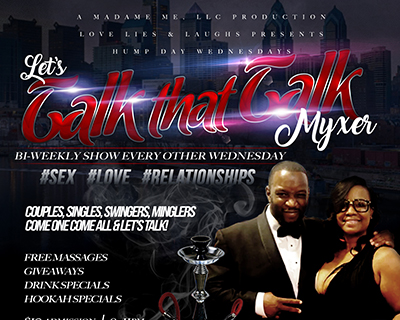 A MADAME ME, LLC PRODUCTION
LOVE LIES & LAUGHS PRESENTS
HUMP DAY WEDNESDAYS
Let's
Talk that Talk
Myxer
BI-WEEKLY SHOW EVERY OTHER WEDNESDAY
#SEX #LOVE #RELATIONSHIPS
COUPLES, SINGLES, SWINGERS, MINGLERS
COME ONE COME ALL & LET'S TALK!
FREE MASSAGES
GIVEAWAYS
DRINK SPECIALS
HOOKAH SPECIALS
ADMISSION